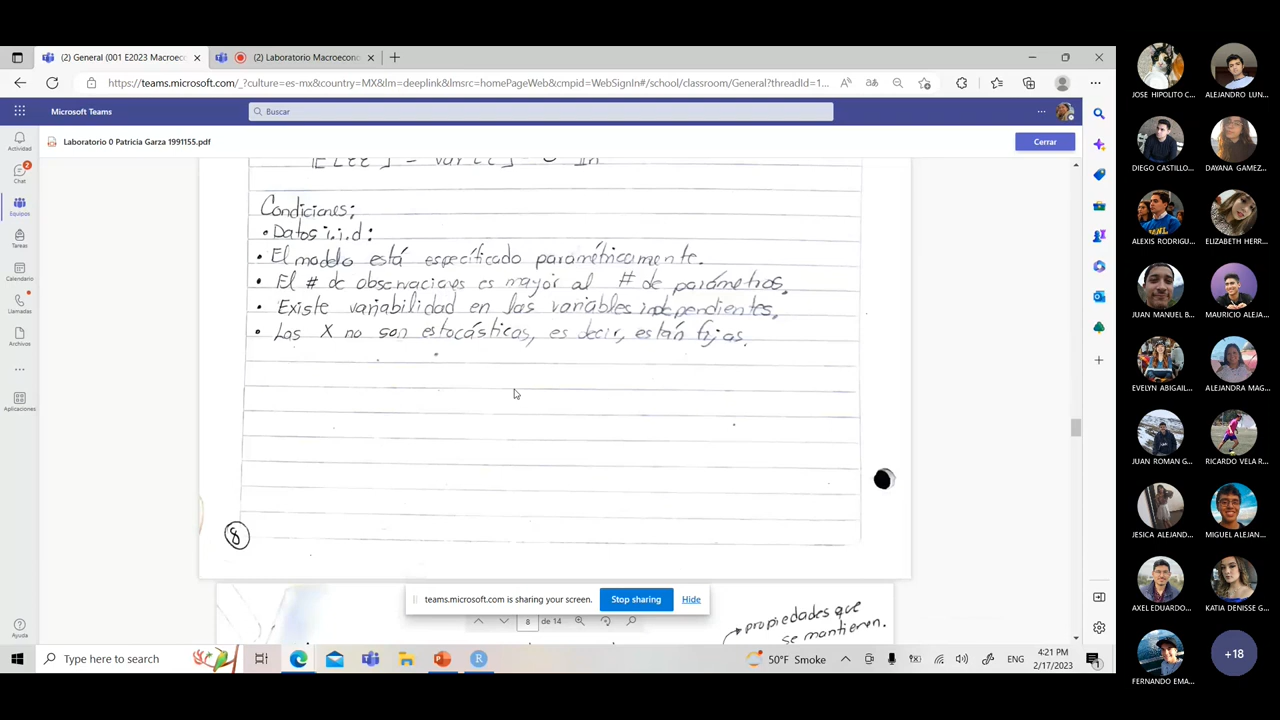 (2) General (001 E2023 Macroec
(2) Laboratorio Macroecono
https://teams.microsoft.com/_?culture=es-mx&country=MX&lm=deeplink&lmsrc=homePageWeb&cmpid=WebSignIn#/school/classroom/General?threadId=1...
Microsoft Teams
Buscar
Laboratorio 0 Patricia Garza 1991155.pdf
Cerrar
Actividad
2
Chat
Equipos
Tareas
Calendario
Llamadas
Aplicaciones
Ayuda
Condiciones:
• Datos i.i.d:
• El modelo está especificado paramétricamente.
• El # de observaciones es mayor al # de parámetros.
• Existe variabilidad en las variables independientes.
• Las X no son estocásticas, es decir, están fijas.
8
teams.microsoft.com is sharing your screen.
Stop sharing
Hide
8 de 14
→ propiedades que
se mantienen.
Type here to search
50°F Smoke
ENG
4:21 PM
2/17/2023
1
JOSE HIPOLITO C...
ALEJANDRO LUN...
DIEGO CASTILLO...
DAYANA GAMEZ...
ALEXIS RODRIGU...
ELIZABETH HERR...
JUAN MANUEL B...
MAURICIO ALEJA...
EVELYN ABIGAIL...
ALEJANDRA MAG...
JUAN ROMAN G...
RICARDO VELA R...
JESICA ALEJAND...
MIGUEL ALEJAN...
AXEL EDUARDO...
KATIA DENISSE G...
FERNANDO EMA...
+18